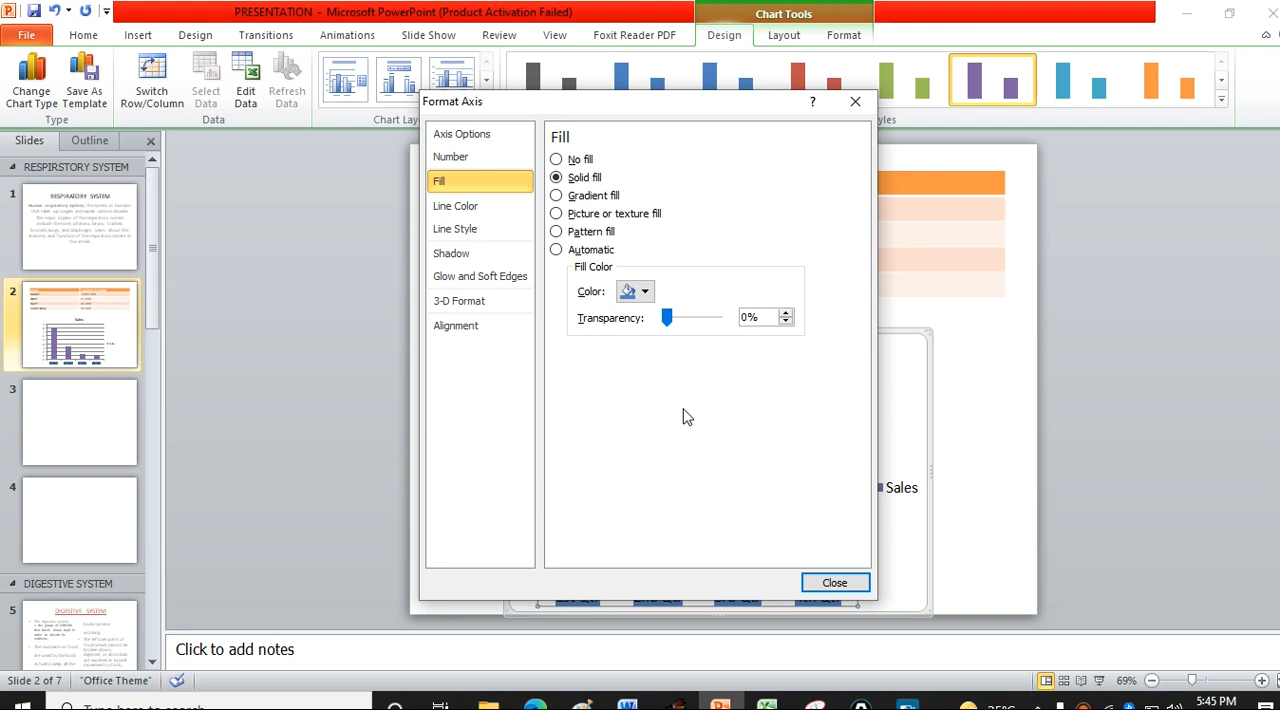 PRESENTATION - Microsoft PowerPoint (Product Activation Failed)
Chart Tools
File
Home
Insert
Design
Transitions
Animations
Slide Show
Review
View
Foxit Reader PDF
Design
Layout
Format
Change
Chart Type
Save As
Template
Switch
Row/Column
Select
Data
Edit
Data
Refresh
Data
Type
Data
Chart Lay
yles
Format Axis
?
Slides
Outline
Axis Options
Number
Fill
Line Color
Line Style
Shadow
Glow and Soft Edges
3-D Format
Alignment
Fill
No fill
Solid fill
Gradient fill
Picture or texture fill
Pattern fill
Automatic
Fill Color
Color:
Transparency:
0%
Close
RESPIRSTORY SYSTEM
1
RESPIRATORY SYSTEM
2
Sales
3
4
DIGESTIVE SYSTEM
5
DIGESTIVE SYSTEM
Sales
Click to add notes
Slide 2 of 7
"Office Theme"
69%
5:45 PM